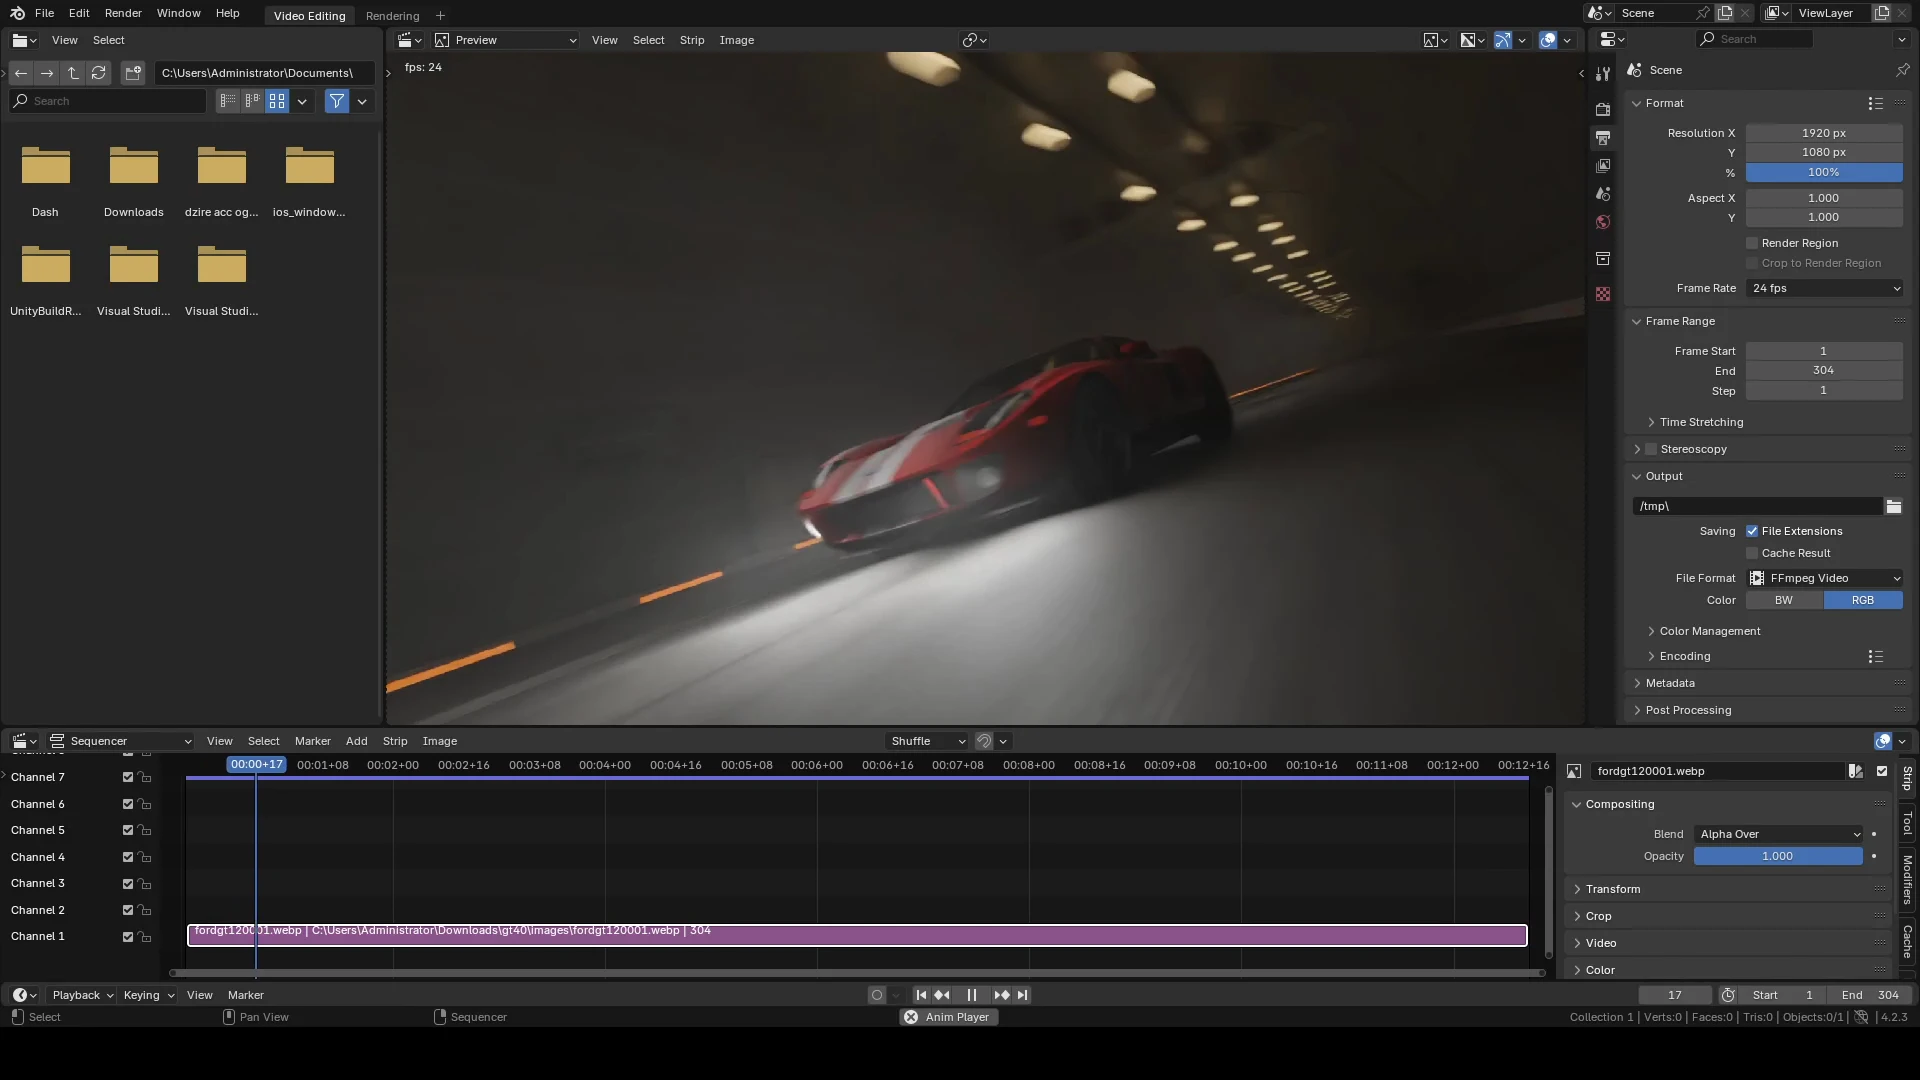 File Edit Render Window Help Video Editing Rendering + Scene ViewLayer
View Select
Preview View Select Strip Image
Search
C:\Users\Administrator\Documents\
Search
Dash Downloads dzire acc og... ios_window...
UnityBuildR... Visual Studi... Visual Studi...
fps: 24
Scene
Format
Resolution X 1920 px
Y 1080 px
% 100%
Aspect X 1.000
Y 1.000
Render Region
Crop to Render Region
Frame Rate 24 fps
Frame Range
Frame Start 1
End 304
Step 1
Time Stretching
Stereoscopy
Output
/tmp\
Saving File Extensions
Cache Result
File Format FFmpeg Video
Color BW RGB
Color Management
Encoding
Metadata
Post Processing
Sequencer View Select Marker Add Strip Image Shuffle
00:00+17 00:01+08 00:02+00 00:02+16 00:03+08 00:04+00 00:04+16 00:05+08 00:06+00 00:06+16 00:07+08 00:08+00 00:08+16 00:09+08 00:10+00 00:10+16 00:11+08 00:12+00 00:12+16
Channel 7
Channel 6
Channel 5
Channel 4
Channel 3
Channel 2
Channel 1
fordgt120001.webp | C:\Users\Administrator\Downloads\gt40\images\fordgt120001.webp | 304
fordgt120001.webp
Compositing
Blend Alpha Over
Opacity 1.000
Transform
Crop
Video
Color
Strip
Tool
Modifiers
Cache
Playback Keying View Marker 17 Start 1 End 304
Select Pan View Sequencer Anim Player Collection 1 | Verts:0 | Faces:0 | Tris:0 | Objects:0/1 | 4.2.3